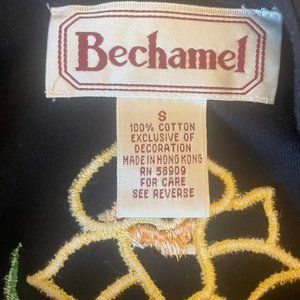 Bechamel
S
100% COTTON
EXCLUSIVE OF
DECORATION
MADE IN HONG KONG
RN 58909
FOR CARE
SEE REVERSE